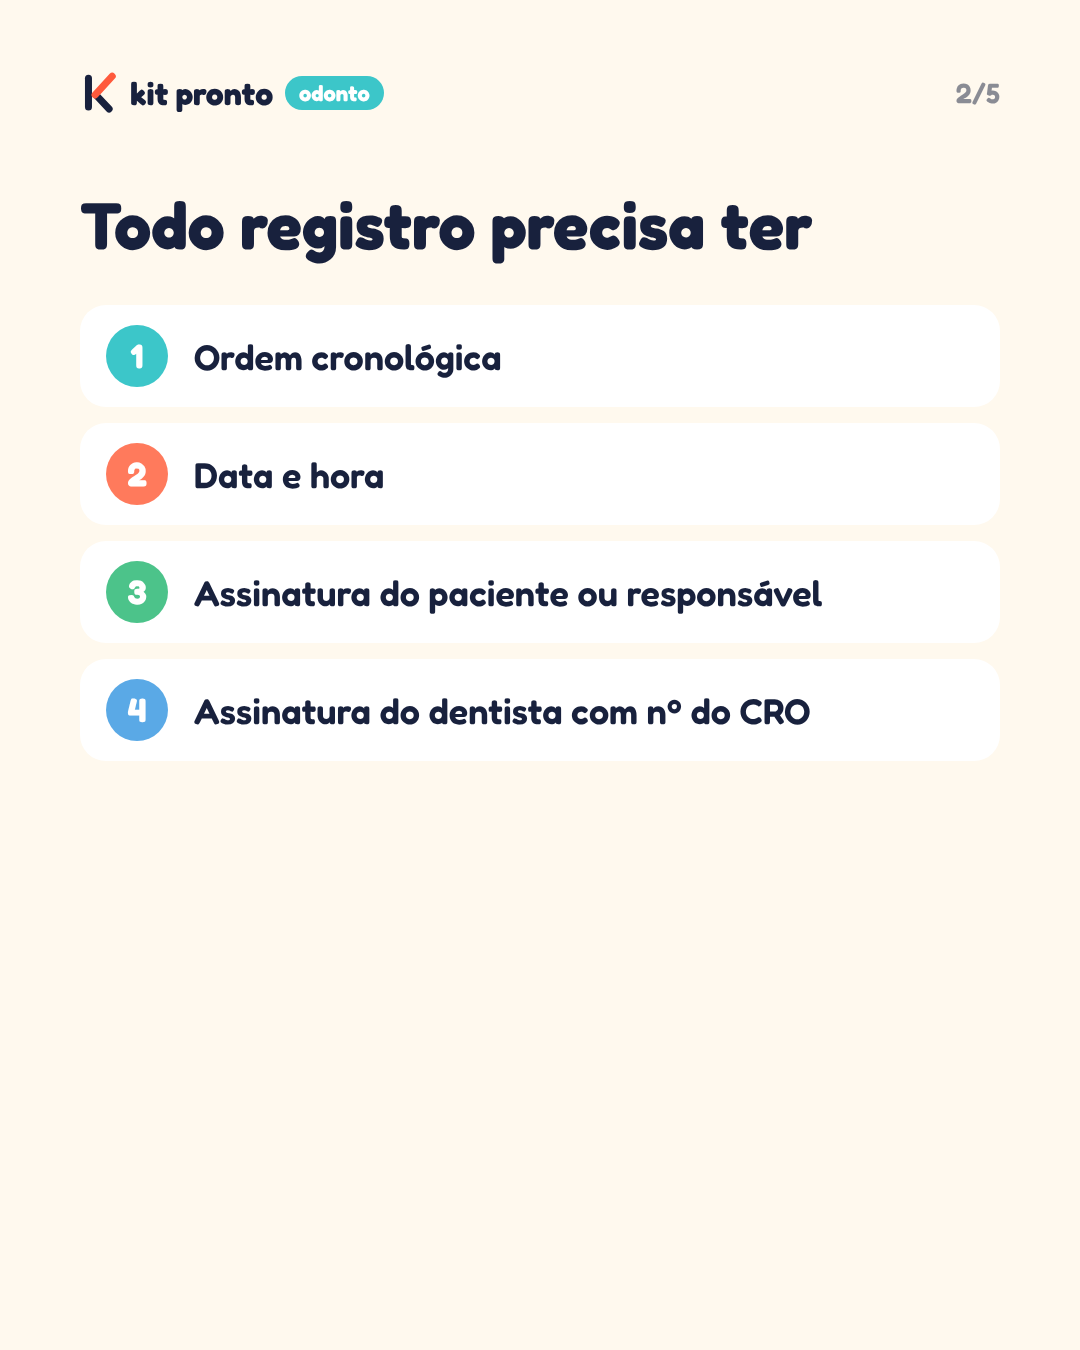 kit pronto odonto
2/5
Todo registro precisa ter
1 Ordem cronológica
2 Data e hora
3 Assinatura do paciente ou responsável
4 Assinatura do dentista com nº do CRO